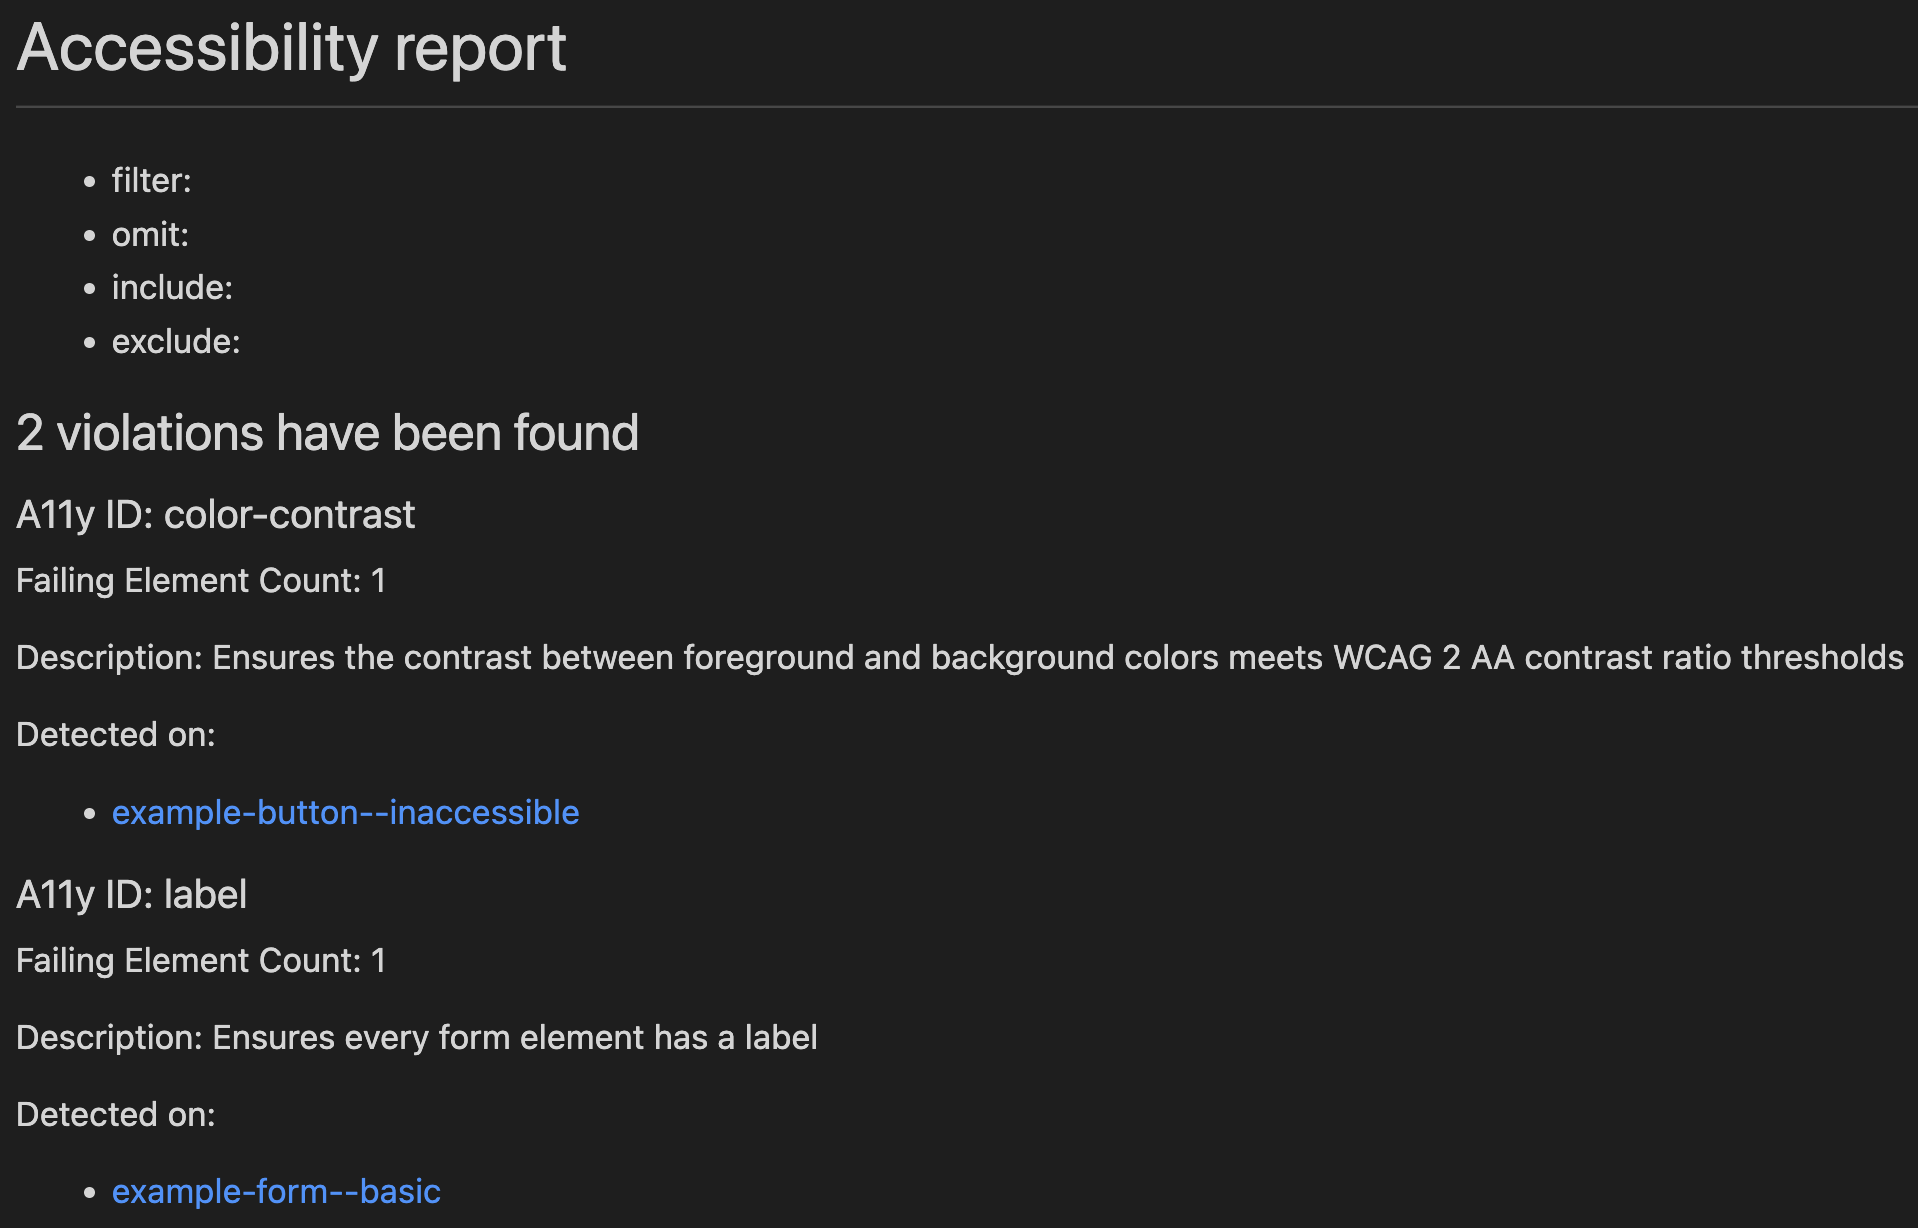 Accessibility report
• filter:
• omit:
• include:
• exclude:
2 violations have been found
A11y ID: color-contrast
Failing Element Count: 1
Description: Ensures the contrast between foreground and background colors meets WCAG 2 AA contrast ratio thresholds
Detected on:
• example-button--inaccessible
A11y ID: label
Failing Element Count: 1
Description: Ensures every form element has a label
Detected on:
• example-form--basic